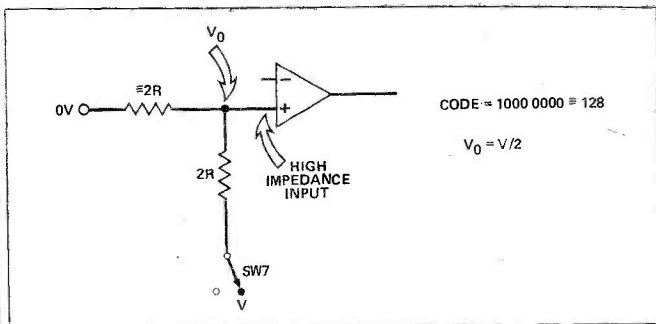 V0
≡2R
0V
−
+
CODE = 1000 0000 ≡ 128
V0 = V/2
HIGH
IMPEDANCE
INPUT
2R
SW7
V